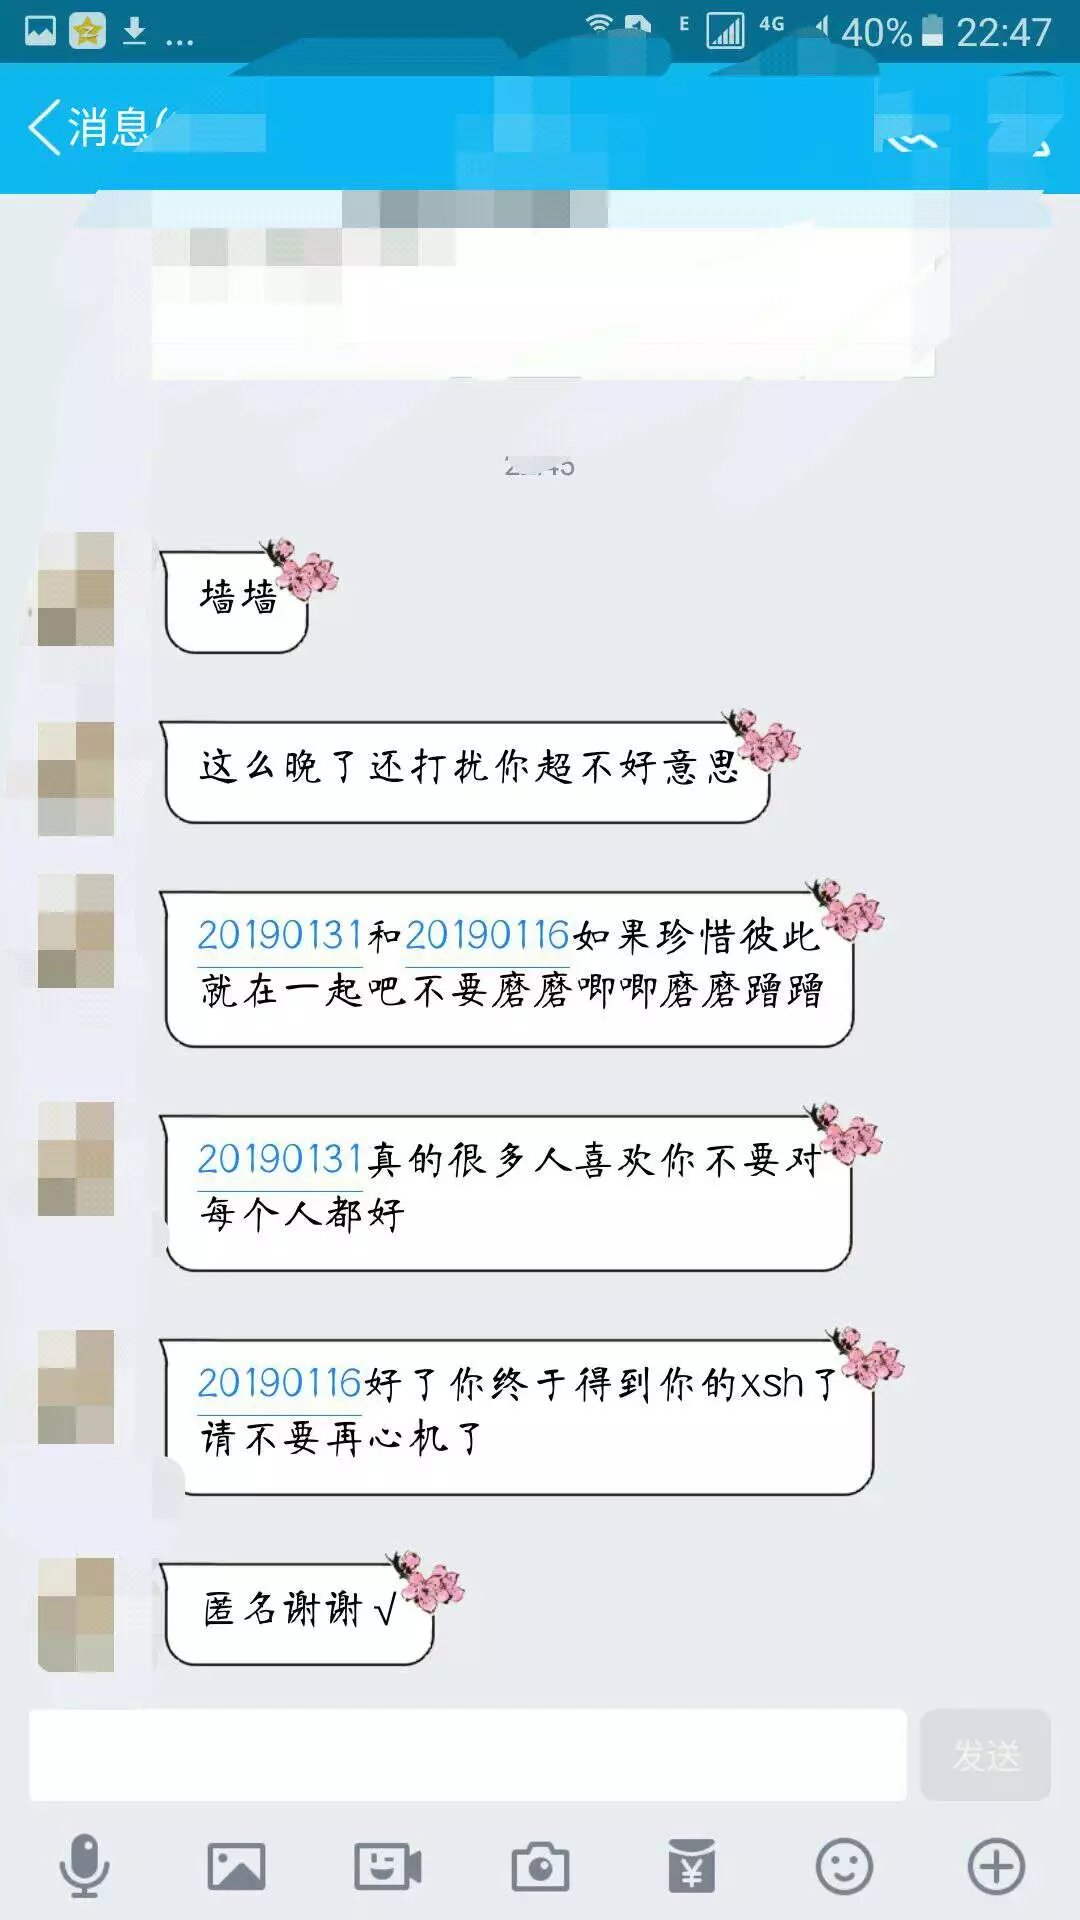 E
4G
40%
22:47
消息
墙墙
这么晚了还打扰你超不好意思
20190131和20190116如果珍惜彼此
就在一起吧不要磨磨唧唧磨磨蹭蹭
20190131真的很多人喜欢你不要对
每个人都好
20190116好了你终于得到你的xsh了
请不要再心机了
匿名谢谢√
发送